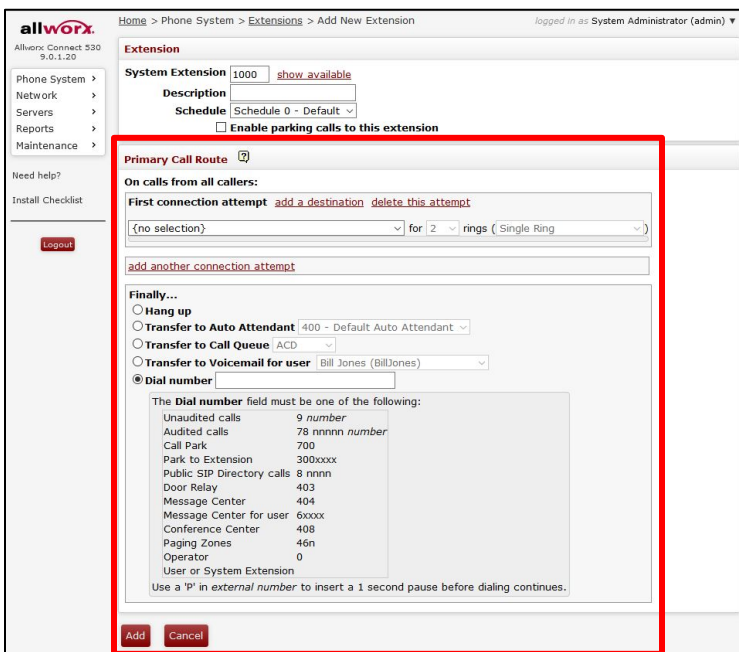 allworx.
Allworx Connect 530
9.0.1.20
Phone System >
Network >
Servers >
Reports >
Maintenance >
Need help?
Install Checklist
Logout
Home > Phone System > Extensions > Add New Extension
logged in as System Administrator (admin) ▼
Extension
System Extension 1000 show available
Description
Schedule Schedule 0 - Default
Enable parking calls to this extension
Primary Call Route ?
On calls from all callers:
First connection attempt add a destination delete this attempt
{no selection} for 2 rings ( Single Ring )
add another connection attempt
Finally...
Hang up
Transfer to Auto Attendant 400 - Default Auto Attendant
Transfer to Call Queue ACD
Transfer to Voicemail for user Bill Jones (BillJones)
Dial number
The Dial number field must be one of the following:
Unaudited calls 9 number
Audited calls 78 nnnnn number
Call Park 700
Park to Extension 300xxxx
Public SIP Directory calls 8 nnnn
Door Relay 403
Message Center 404
Message Center for user 6xxxx
Conference Center 408
Paging Zones 46n
Operator 0
User or System Extension
Use a 'P' in external number to insert a 1 second pause before dialing continues.
Add Cancel